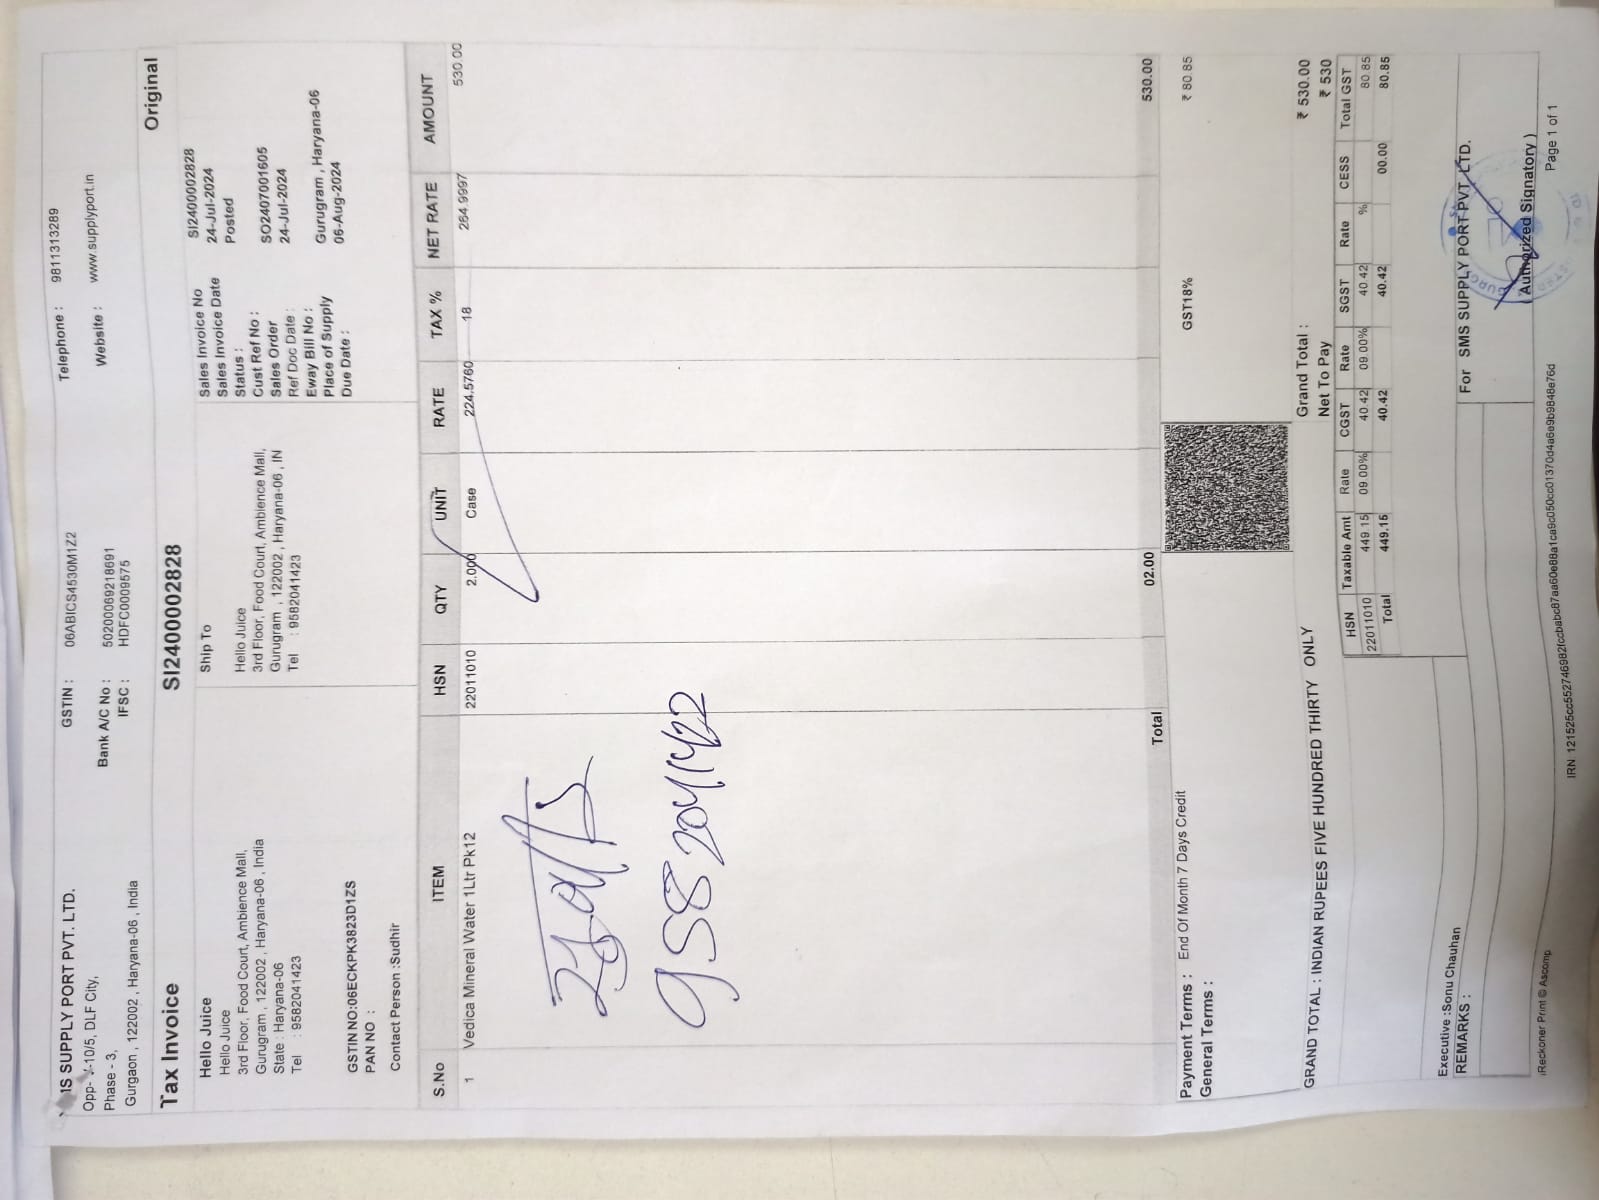 IS SUPPLY PORT PVT. LTD.
Opp- -10/5, DLF City,
Phase - 3,
Gurgaon , 122002 , Haryana-06 , India
GSTIN : 06ABICS4530M1Z2
Bank A/C No : 50200069218691
IFSC : HDFC0009575
Telephone : 9811313289
Website : www.supplyport.in
Tax Invoice SI2400002828 Original
Hello Juice
Hello Juice
3rd Floor, Food Court, Ambience Mall,
Gurugram , 122002 , Haryana-06 , India
State : Haryana-06
Tel : 9582041423
GSTIN NO:06ECKPK3823D1ZS
PAN NO :
Contact Person :Sudhir
Ship To
Hello Juice
3rd Floor, Food Court, Ambience Mall,
Gurugram , 122002 , Haryana-06 , IN
Tel : 9582041423
Sales Invoice No SI2400002828
Sales Invoice Date 24-Jul-2024
Status : Posted
Cust Ref No :
Sales Order SO2407001605
Ref Doc Date : 24-Jul-2024
Eway Bill No :
Place of Supply Gurugram , Haryana-06
Due Date : 06-Aug-2024
S.No ITEM HSN QTY UNIT RATE TAX % NET RATE AMOUNT
1 Vedica Mineral Water 1Ltr Pk12 22011010 2.000 Case 224.5760 18 264.9997 530.00
9582041422
Total 02.00 530.00
Payment Terms : End Of Month 7 Days Credit
General Terms :
GST18% ₹ 80.85
Grand Total : ₹ 530.00
Net To Pay ₹ 530
GRAND TOTAL : INDIAN RUPEES FIVE HUNDRED THIRTY ONLY
HSN Taxable Amt Rate CGST Rate SGST Rate CESS Total GST
22011010 449.15 09.00% 40.42 09.00% 40.42 % 80.85
Total 449.15 40.42 40.42 00.00 80.85
Executive :Sonu Chauhan
REMARKS :
For SMS SUPPLY PORT PVT. LTD.
( Authorized Signatory )
iReckoner Print © Ascomp
Page 1 of 1